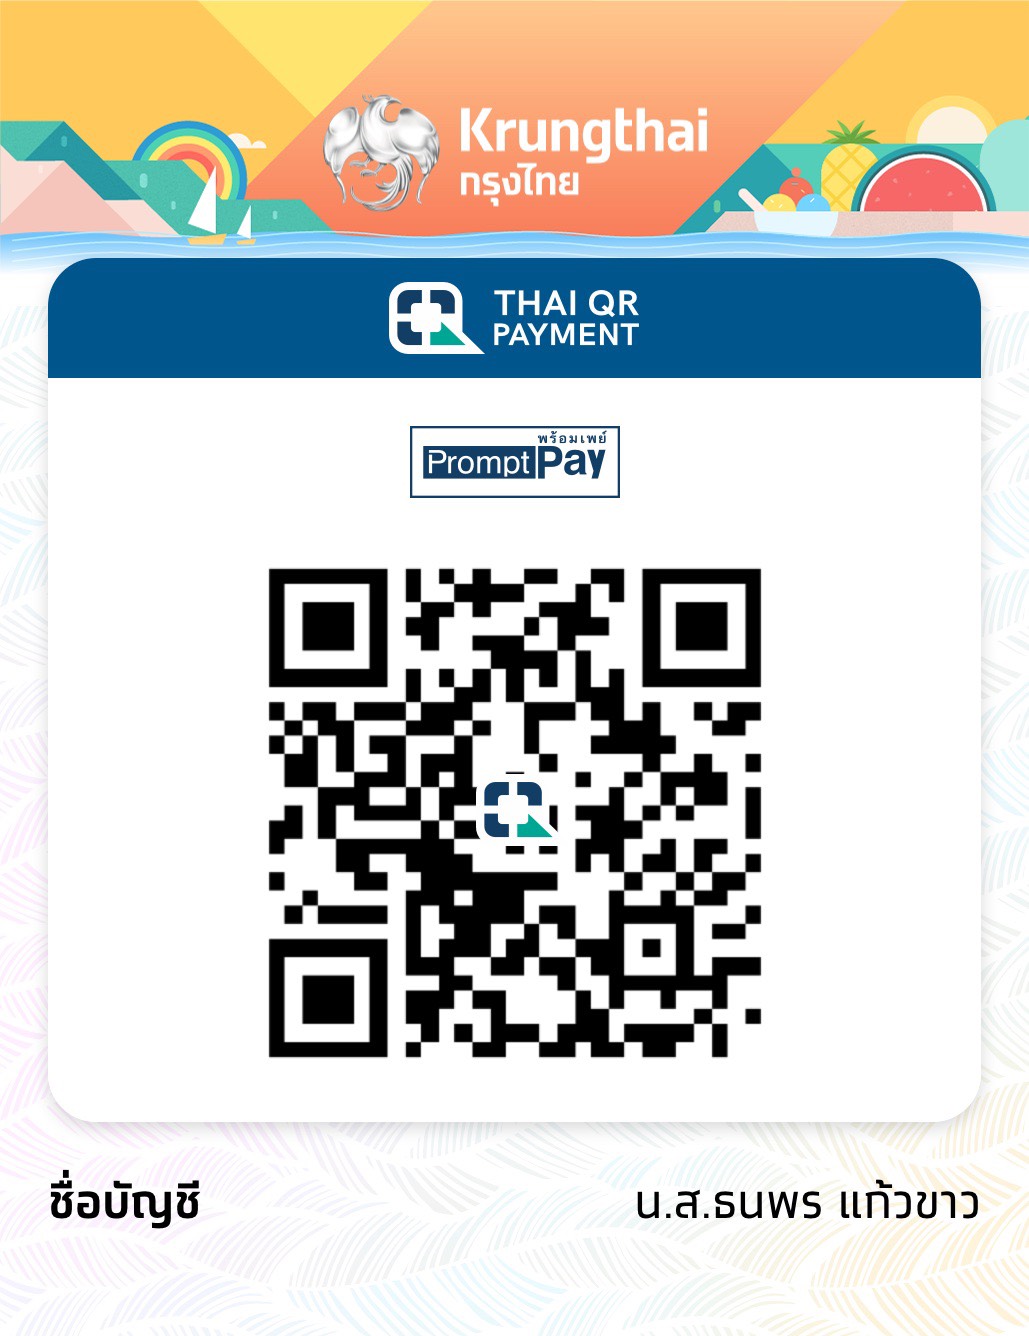 Krungthai
กรุงไทย
THAI QR
PAYMENT
พร้อมเพย์
PromptPay
ชื่อบัญชี น.ส.ธนพร แก้วขาว